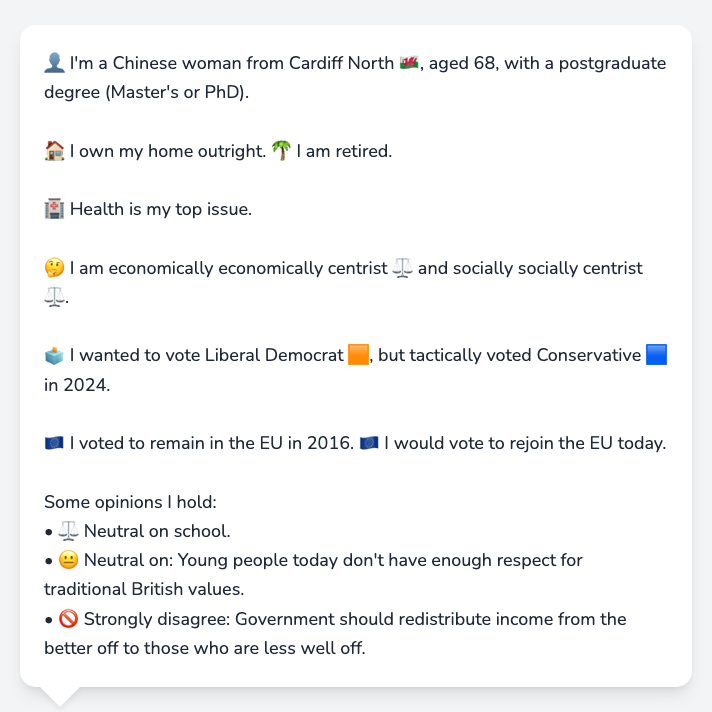 👤 I'm a Chinese woman from Cardiff North 🏴󠁧󠁢󠁷󠁬󠁳󠁿, aged 68, with a postgraduate
degree (Master's or PhD).
🏠 I own my home outright. 🌴 I am retired.
🏥 Health is my top issue.
🤔 I am economically economically centrist ⚖️ and socially socially centrist
⚖️.
🗳️ I wanted to vote Liberal Democrat 🟧, but tactically voted Conservative 🟦
in 2024.
🇪🇺 I voted to remain in the EU in 2016. 🇪🇺 I would vote to rejoin the EU today.
Some opinions I hold:
• ⚖️ Neutral on school.
• 😐 Neutral on: Young people today don't have enough respect for
traditional British values.
• 🚫 Strongly disagree: Government should redistribute income from the
better off to those who are less well off.